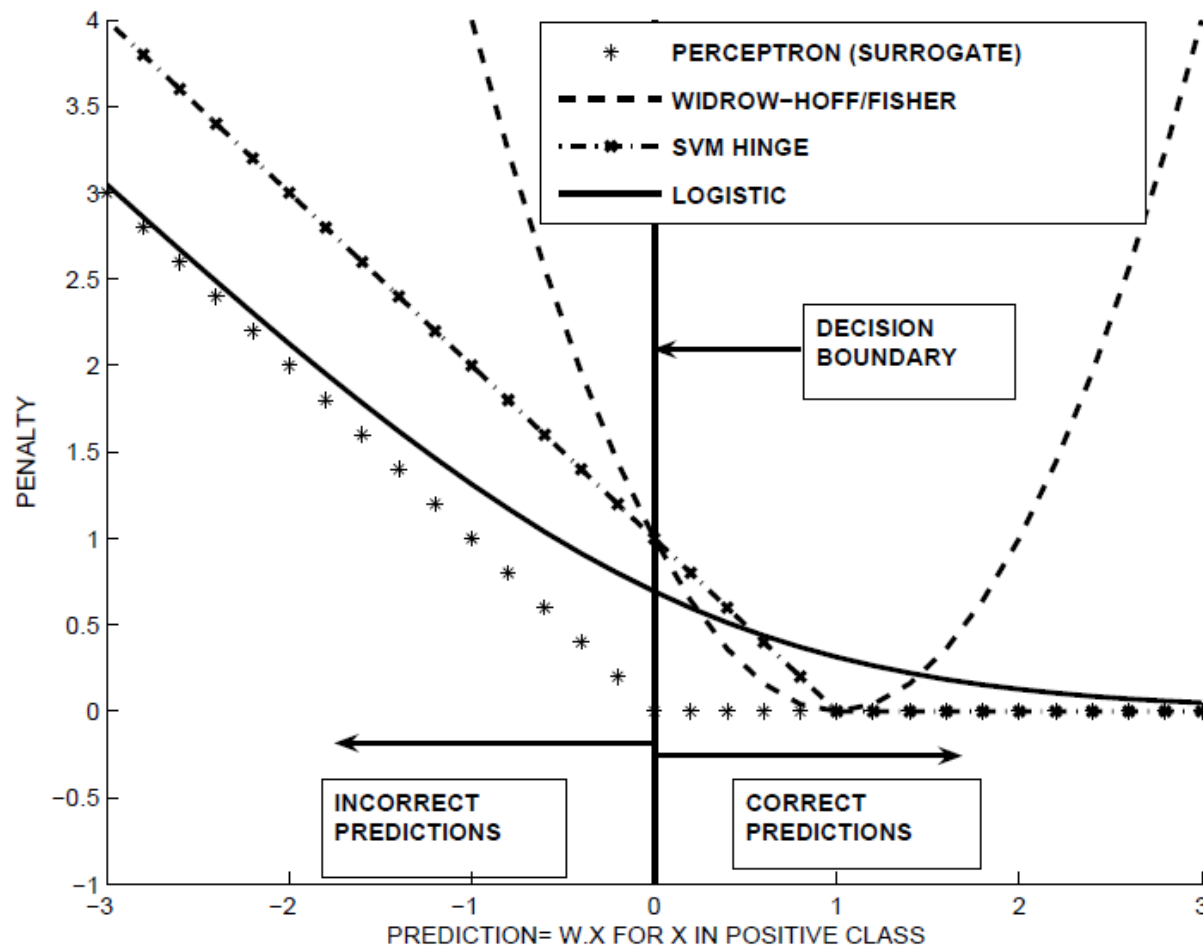 4
3.5
3
2.5
2
1.5
1
0.5
0
−0.5
−1
PENALTY
PERCEPTRON (SURROGATE)
WIDROW−HOFF/FISHER
SVM HINGE
LOGISTIC
DECISION
BOUNDARY
INCORRECT
PREDICTIONS
CORRECT
PREDICTIONS
−3 −2 −1 0 1 2 3
PREDICTION= W.X FOR X IN POSITIVE CLASS